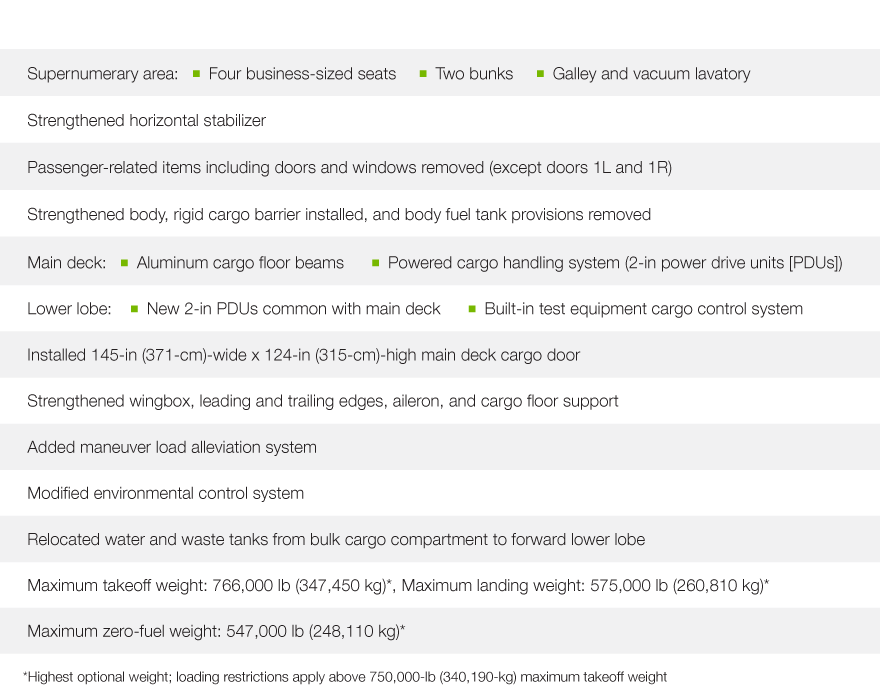 Supernumerary area: ■ Four business-sized seats ■ Two bunks ■ Galley and vacuum lavatory
Strengthened horizontal stabilizer
Passenger-related items including doors and windows removed (except doors 1L and 1R)
Strengthened body, rigid cargo barrier installed, and body fuel tank provisions removed
Main deck: ■ Aluminum cargo floor beams ■ Powered cargo handling system (2-in power drive units [PDUs])
Lower lobe: ■ New 2-in PDUs common with main deck ■ Built-in test equipment cargo control system
Installed 145-in (371-cm)-wide x 124-in (315-cm)-high main deck cargo door
Strengthened wingbox, leading and trailing edges, aileron, and cargo floor support
Added maneuver load alleviation system
Modified environmental control system
Relocated water and waste tanks from bulk cargo compartment to forward lower lobe
Maximum takeoff weight: 766,000 lb (347,450 kg)*, Maximum landing weight: 575,000 lb (260,810 kg)*
Maximum zero-fuel weight: 547,000 lb (248,110 kg)*
*Highest optional weight; loading restrictions apply above 750,000-lb (340,190-kg) maximum takeoff weight